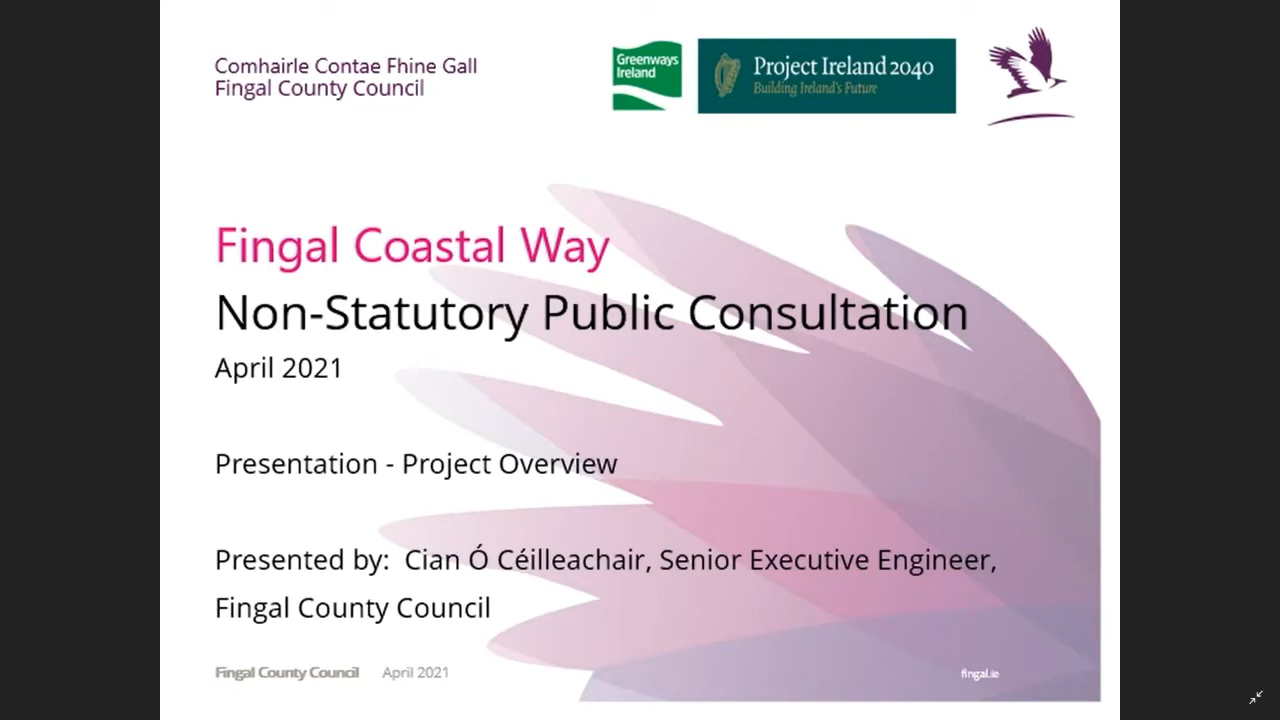 Comhairle Contae Fhine Gall
Fingal County Council
Greenways
Ireland
Project Ireland 2040
Building Ireland's Future
Fingal Coastal Way
Non-Statutory Public Consultation
April 2021
Presentation - Project Overview
Presented by: Cian Ó Céilleachair, Senior Executive Engineer,
Fingal County Council
Fingal County Council April 2021 fingal.ie